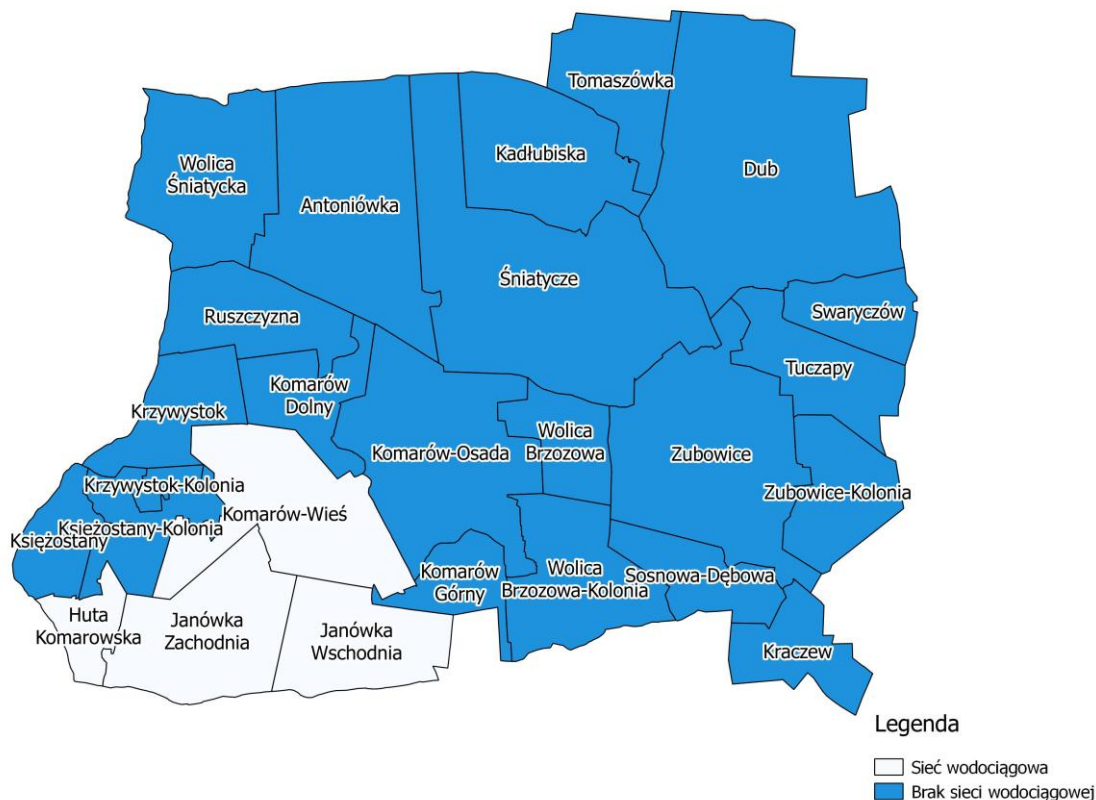 Tomaszówka
Kadłubiska
Dub
Wolica
Śniatycka
Antoniówka
Śniatycze
Swaryczów
Ruszczyzna
Tuczapy
Komarów
Dolny
Krzywystok
Wolica
Brzozowa
Komarów-Osada
Zubowice
Krzywystok-Kolonia
Zubowice-Kolonia
Komarów-Wieś
Księżostany-Kolonia
Księżostany
Komarów
Górny
Wolica
Brzozowa-Kolonia
Sosnowa-Dębowa
Huta
Komarowska
Janówka
Zachodnia
Janówka
Wschodnia
Kraczew
Legenda
Sieć wodociągowa
Brak sieci wodociągowej